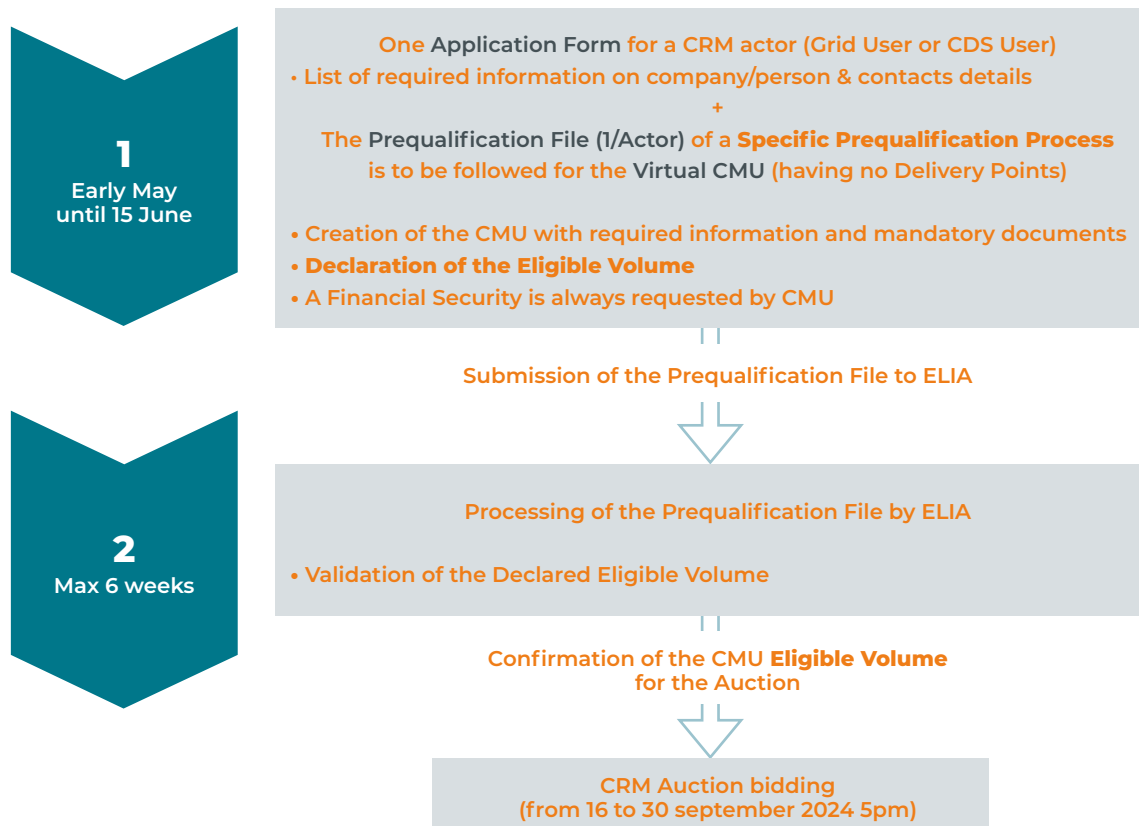 1
Early May
until 15 June
One Application Form for a CRM actor (Grid User or CDS User)
• List of required information on company/person & contacts details
+
The Prequalification File (1/Actor) of a Specific Prequalification Process
is to be followed for the Virtual CMU (having no Delivery Points)
• Creation of the CMU with required information and mandatory documents
• Declaration of the Eligible Volume
• A Financial Security is always requested by CMU
Submission of the Prequalification File to ELIA
2
Max 6 weeks
Processing of the Prequalification File by ELIA
• Validation of the Declared Eligible Volume
Confirmation of the CMU Eligible Volume
for the Auction
CRM Auction bidding
(from 16 to 30 september 2024 5pm)